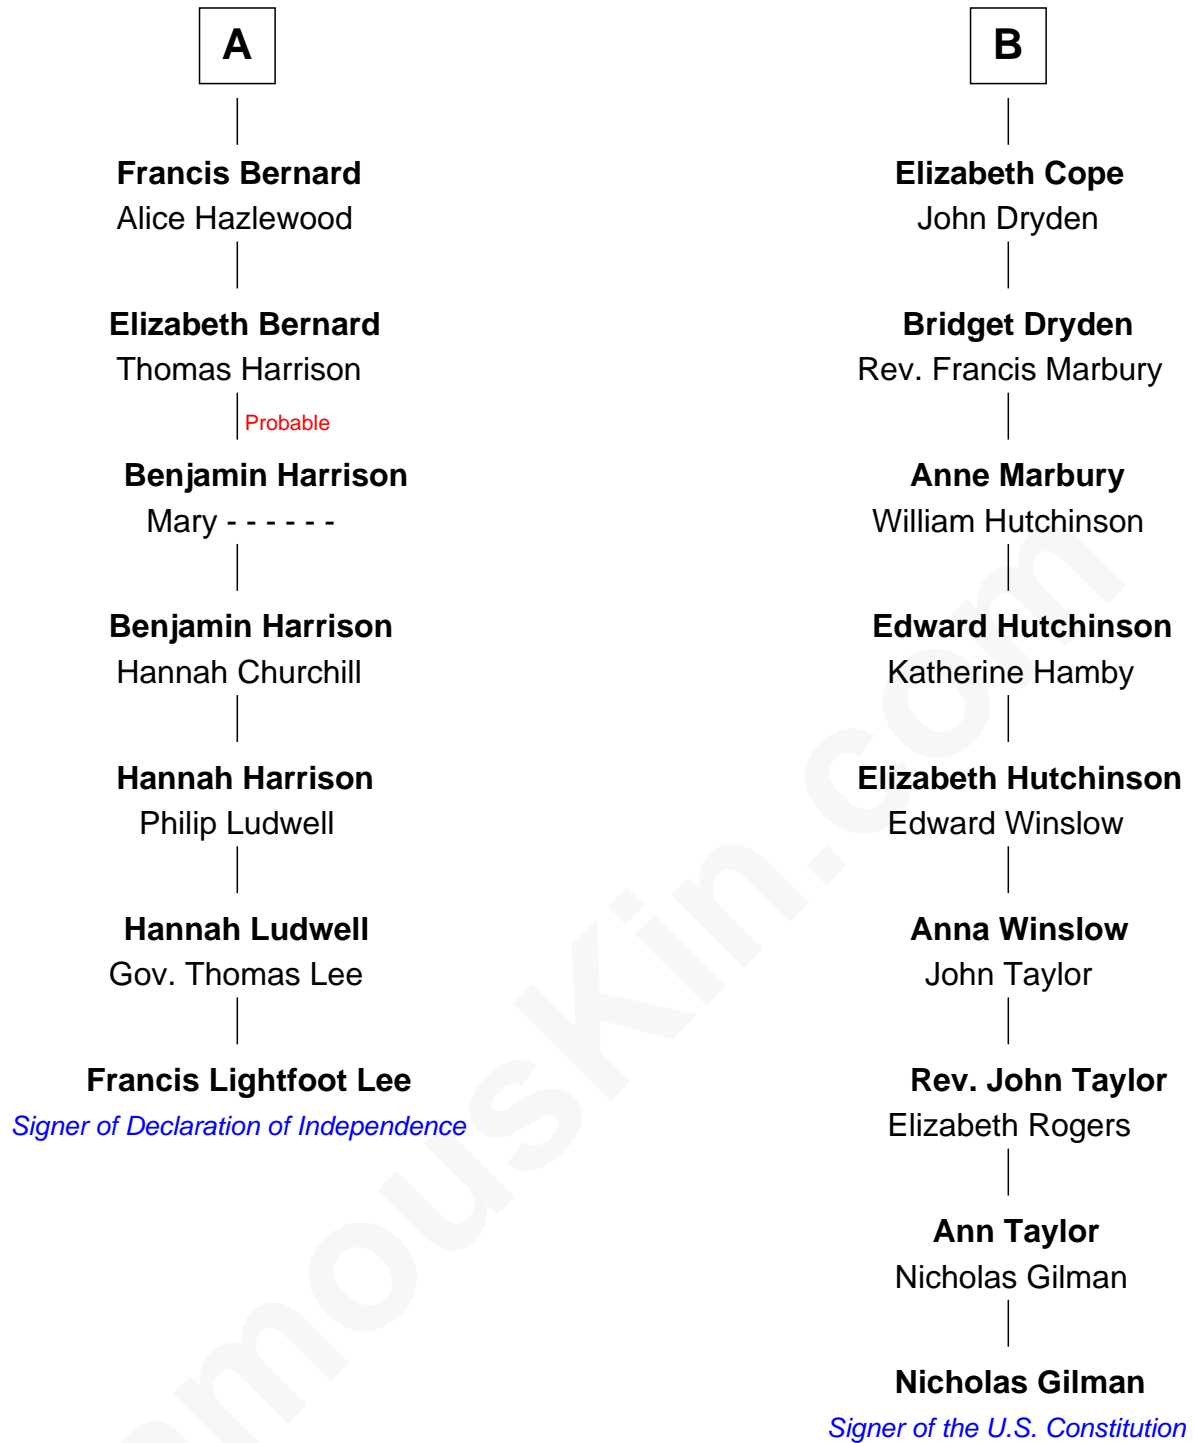 A
Francis Bernard
Alice Hazlewood
Elizabeth Bernard
Thomas Harrison
Probable
Benjamin Harrison
Mary - - - - - -
Benjamin Harrison
Hannah Churchill
Hannah Harrison
Philip Ludwell
Hannah Ludwell
Gov. Thomas Lee
Francis Lightfoot Lee
Signer of Declaration of Independence
B
Elizabeth Cope
John Dryden
Bridget Dryden
Rev. Francis Marbury
Anne Marbury
William Hutchinson
Edward Hutchinson
Katherine Hamby
Elizabeth Hutchinson
Edward Winslow
Anna Winslow
John Taylor
Rev. John Taylor
Elizabeth Rogers
Ann Taylor
Nicholas Gilman
Nicholas Gilman
Signer of the U.S. Constitution
amousKin.com